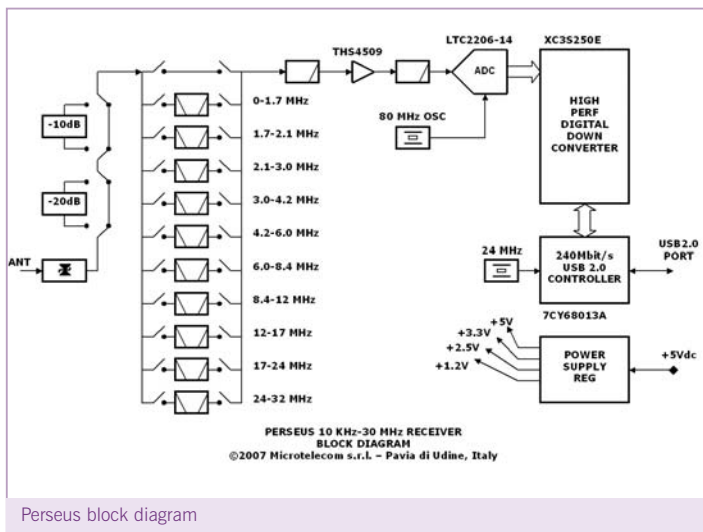 LTC2206-14
XC3S250E
THS4509
ADC
HIGH
PERF
DIGITAL
DOWN
CONVERTER
80 MHz OSC
-10dB
-20dB
ANT
0-1.7 MHz
1.7-2.1 MHz
2.1-3.0 MHz
3.0-4.2 MHz
4.2-6.0 MHz
6.0-8.4 MHz
8.4-12 MHz
12-17 MHz
17-24 MHz
24-32 MHz
24 MHz
240Mbit/s
USB 2.0
CONTROLLER
USB2.0
PORT
7CY68013A
+5V
+3.3V
+2.5V
+1.2V
POWER
SUPPLY
REG
+5Vdc
PERSEUS 10 KHz-30 MHz RECEIVER
BLOCK DIAGRAM
©2007 Microtelecom s.r.l. – Pavia di Udine, Italy
Perseus block diagram